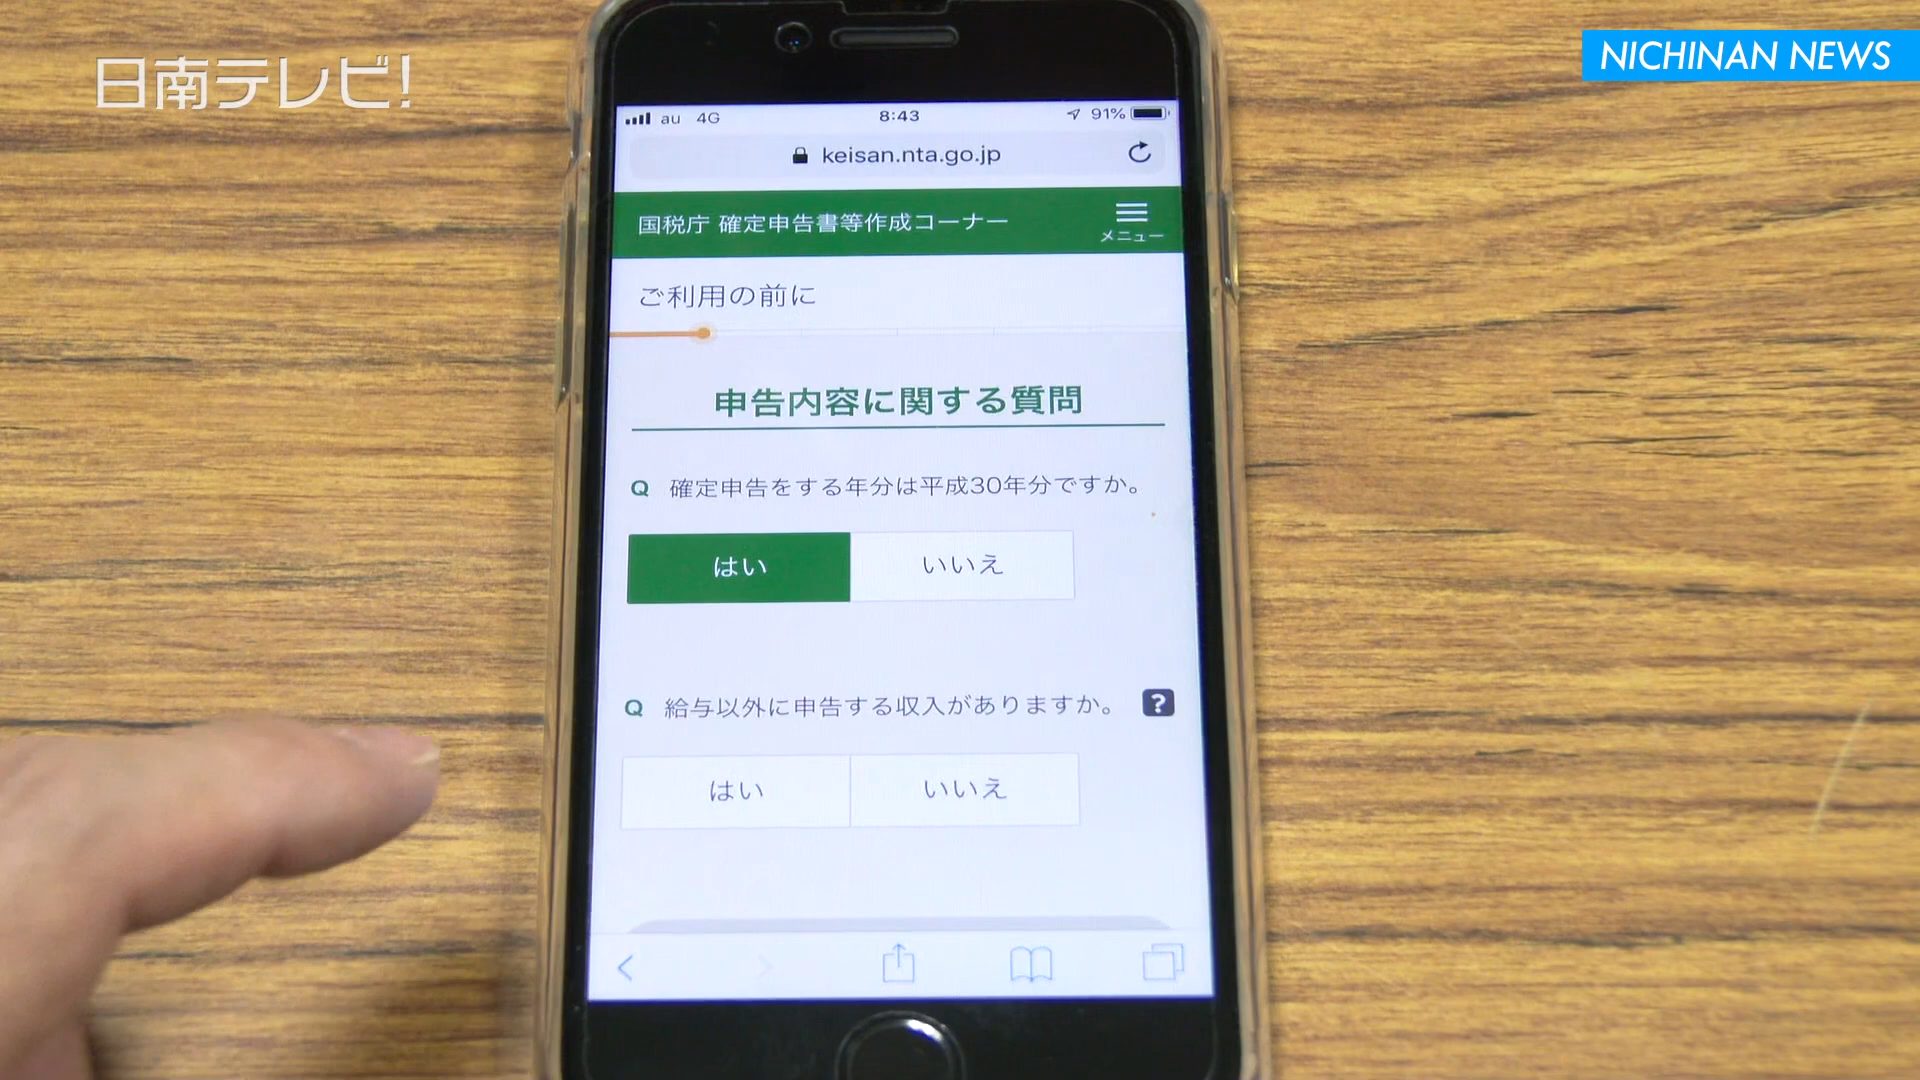 日南テレビ!
NICHINAN NEWS
au 4G 8:43 91%
keisan.nta.go.jp
国税庁 確定申告書等作成コーナー
メニュー
ご利用の前に
申告内容に関する質問
Q 確定申告をする年分は平成30年分ですか。
はい いいえ
Q 給与以外に申告する収入がありますか。 ?
はい いいえ